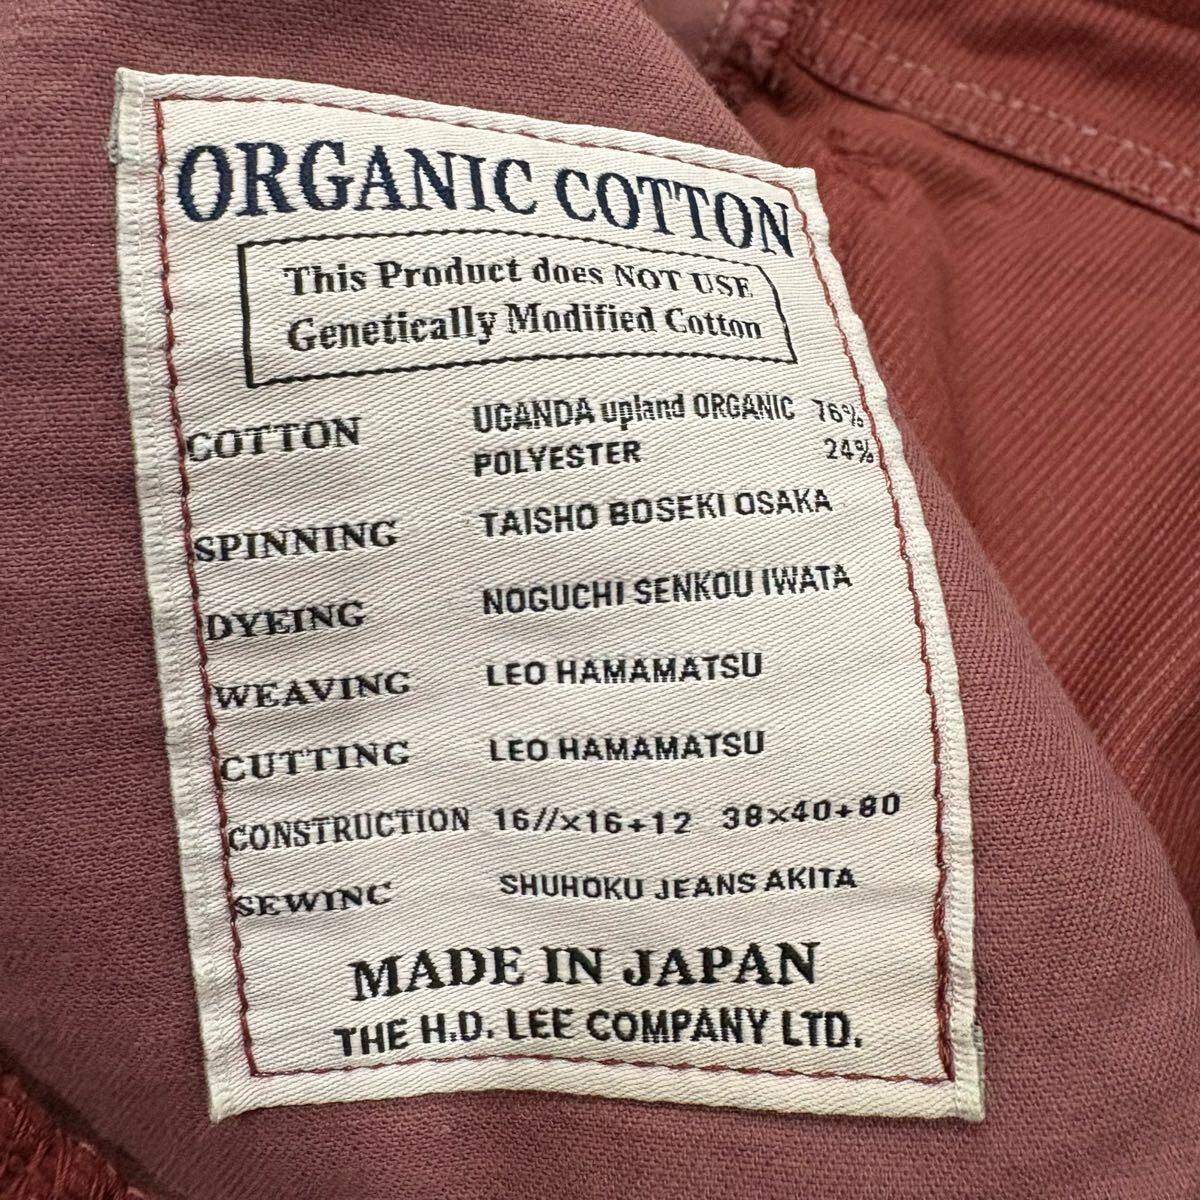 ORGANIC COTTON
This Product does NOT USE
Genetically Modified Cotton
COTTON UGANDA upland ORGANIC 76%
POLYESTER 24%
SPINNING TAISHO BOSEKI OSAKA
DYEING NOGUCHI SENKOU IWATA
WEAVING LEO HAMAMATSU
CUTTING LEO HAMAMATSU
CONSTRUCTION 16//×16+12 38×40+80
SEWING SHUHOKU JEANS AKITA
MADE IN JAPAN
THE H.D. LEE COMPANY LTD.